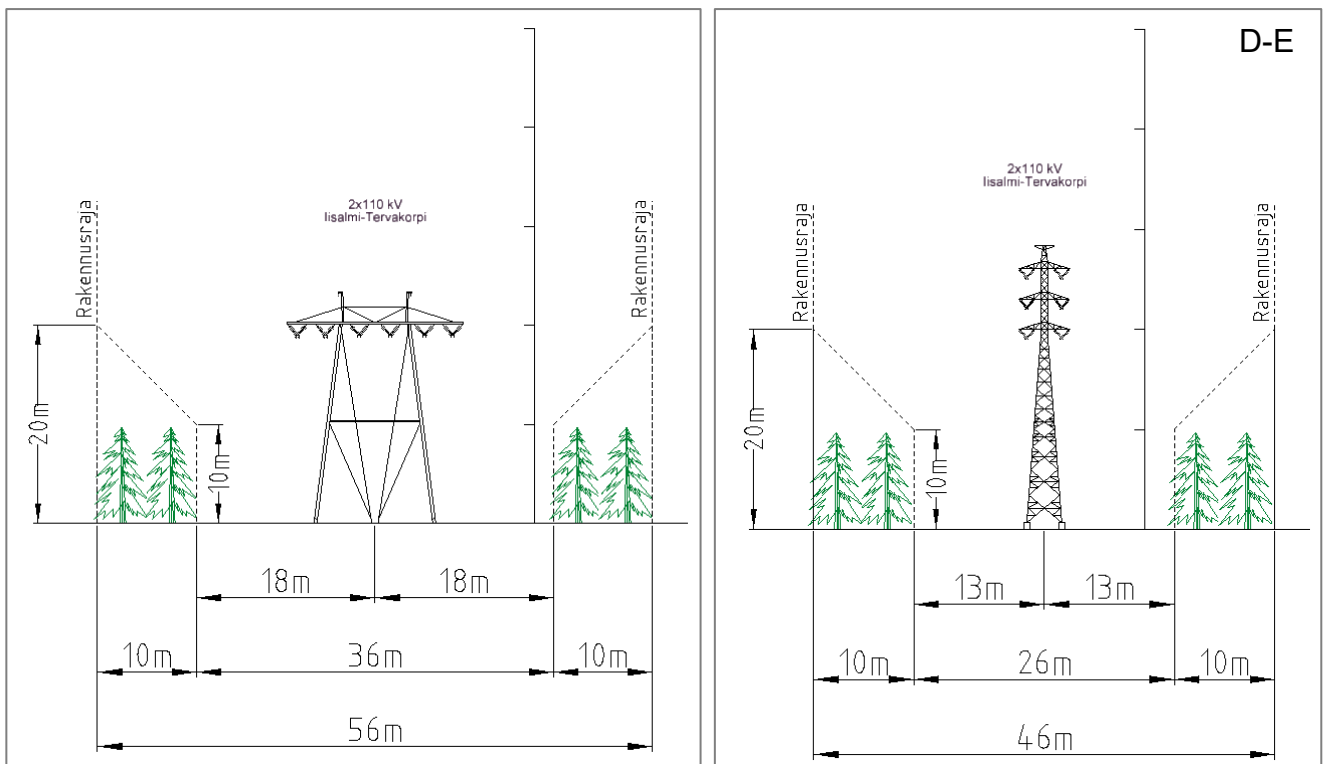 2x110 kV
Iisalmi-Tervakorpi
Rakennusraja
Rakennusraja
20m
10m
18m
18m
10m
36m
10m
56m
D-E
2x110 kV
Iisalmi-Tervakorpi
Rakennusraja
Rakennusraja
20m
10m
13m
13m
10m
26m
10m
46m